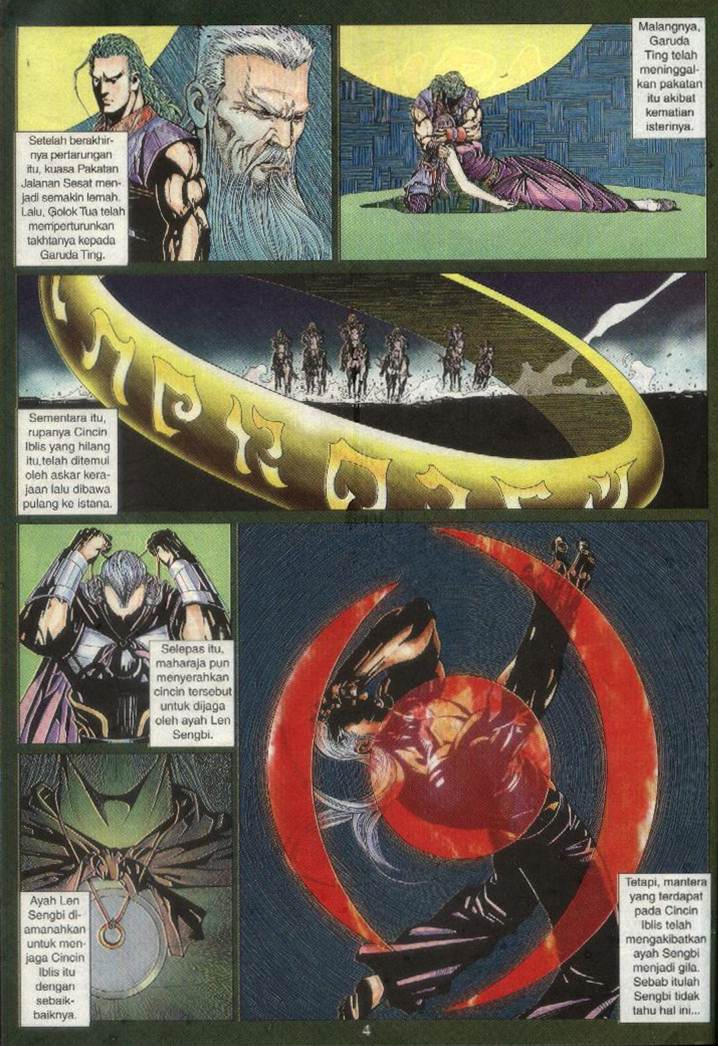 Setelah berakhir-
nya pertarungan
itu, kuasa Pakatan
Jalanan Sesat men-
jadi semakin lemah.
Lalu, Golok Tua telah
memperturunkan
takhtanya kepada
Garuda Ting.
Malangnya,
Garuda
Ting telah
meninggal-
kan pakatan
itu akibat
kematian
isterinya.
Sementara itu,
rupanya Cincin
Iblis yang hilang
itu,telah ditemui
oleh askar kera-
jaan lalu dibawa
pulang ke istana.
Selepas itu,
maharaja pun
menyerahkan
cincin tersebut
untuk dijaga
oleh ayah Len
Sengbi.
Ayah Len
Sengbi di-
amanahkan
untuk men-
jaga Cincin
Iblis itu
dengan
sebaik-
baiknya.
Tetapi, mantera
yang terdapat
pada Cincin
Iblis telah
mengakibatkan
ayah Sengbi
menjadi gila.
Sebab itulah
Sengbi tidak
tahu hal ini...
4